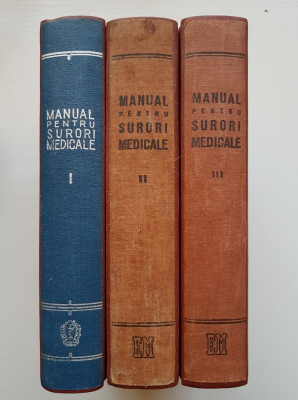 MANUAL
PENTRU
SURORI
MEDICALE
I
MANUAL
PENTRU
SURORI
MEDICALE
II
EM
MANUAL
PENTRU
SURORI
MEDICALE
III
EM